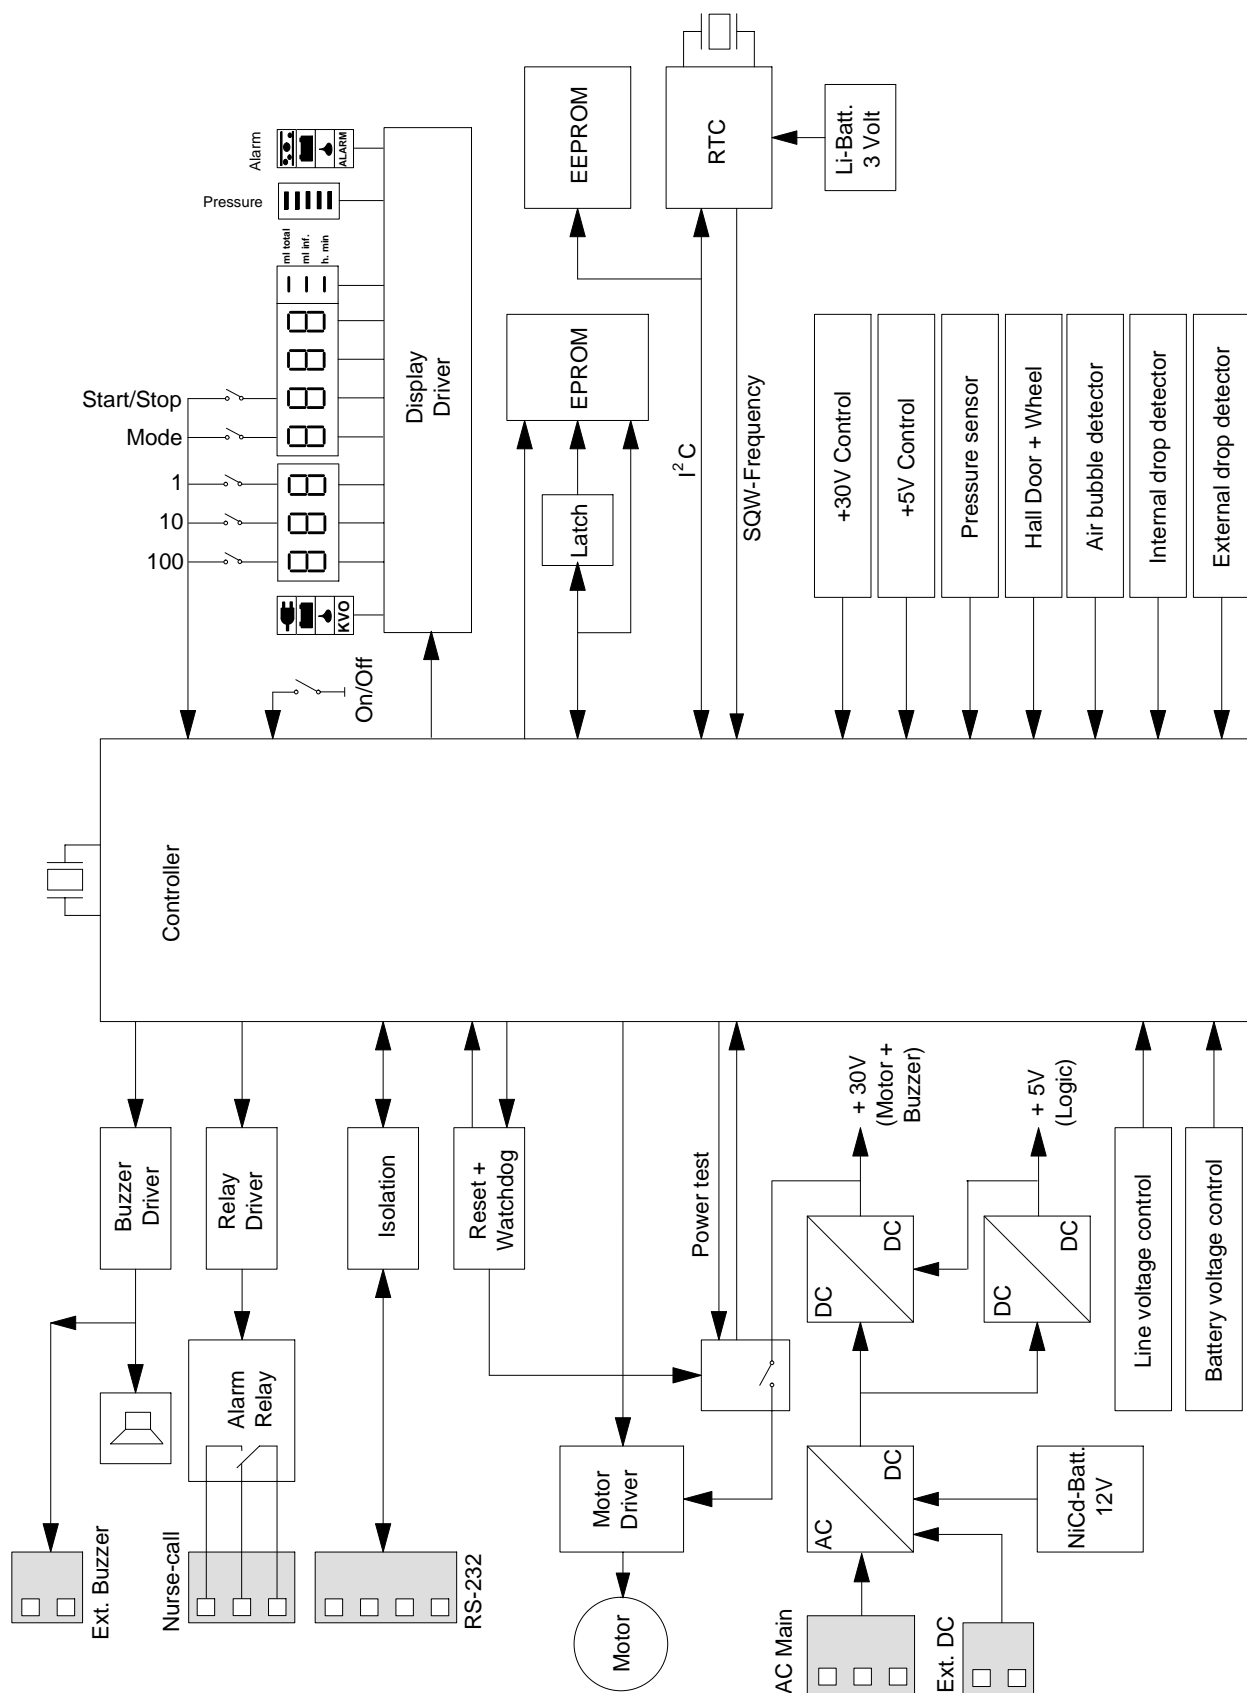 Alarm
ALARM
Pressure
ml total
ml inf.
h. min
Start/Stop
Mode
1
10
100
KVO
On/Off
Display
Driver
EEPROM
RTC
Li-Batt.
3 Volt
EPROM
Latch
I²C
SQW-Frequency
+30V Control
+5V Control
Pressure sensor
Hall Door + Wheel
Air bubble detector
Internal drop detector
External drop detector
Controller
Buzzer
Driver
Relay
Driver
Isolation
Reset +
Watchdog
Power test
+ 30V
(Motor +
Buzzer)
+ 5V
(Logic)
DC
DC
DC
DC
Line voltage control
Battery voltage control
Alarm
Relay
Motor
Driver
AC
DC
NiCd-Batt.
12V
Ext. Buzzer
Nurse-call
RS-232
Motor
AC Main
Ext. DC